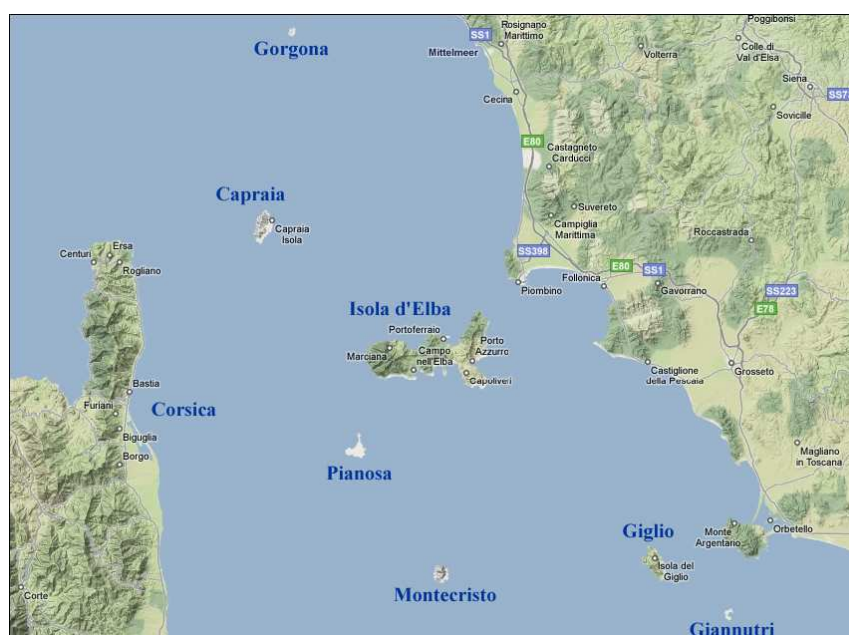 Gorgona
SS1
Rosignano
Marittimo
Mittelmeer
Poggibonsi
Colle di
Val d'Elsa
Volterra
Siena
SS7
Cecina
Sovicille
E80
Castagneto
Carducci
Capraia
Capraia
Isola
Suvereto
Campiglia
Marittima
Roccastrada
Ersa
Centuri
Rogliano
SS398
E80
SS1
Follonica
Piombino
Gavorrano
SS223
E78
Isola d'Elba
Portoferraio
Marciana
Campo
nell'Elba
Porto
Azzurro
Capoliveri
Castiglione
della Pescaia
Grosseto
Bastia
Furiani
Corsica
Biguglia
Borgo
Pianosa
Magliano
in Toscana
Giglio
Monte
Argentario
Orbetello
Isola del
Giglio
Corte
Montecristo
Giannutri